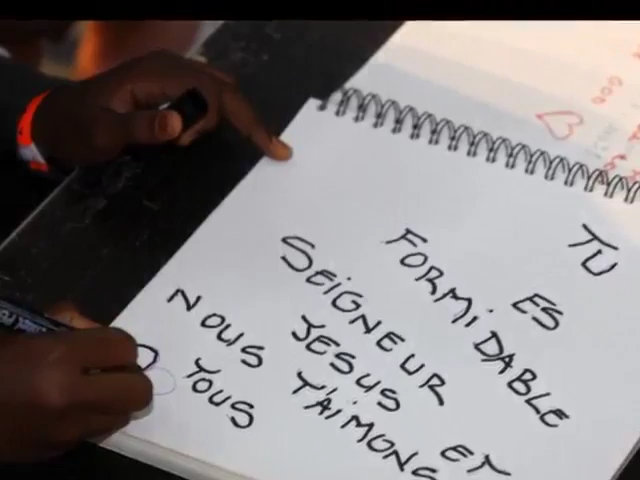 TU
ES
FORMIDABLE
SEIGNEUR
JESUS ET
NOUS T'AIMONS
TOUS